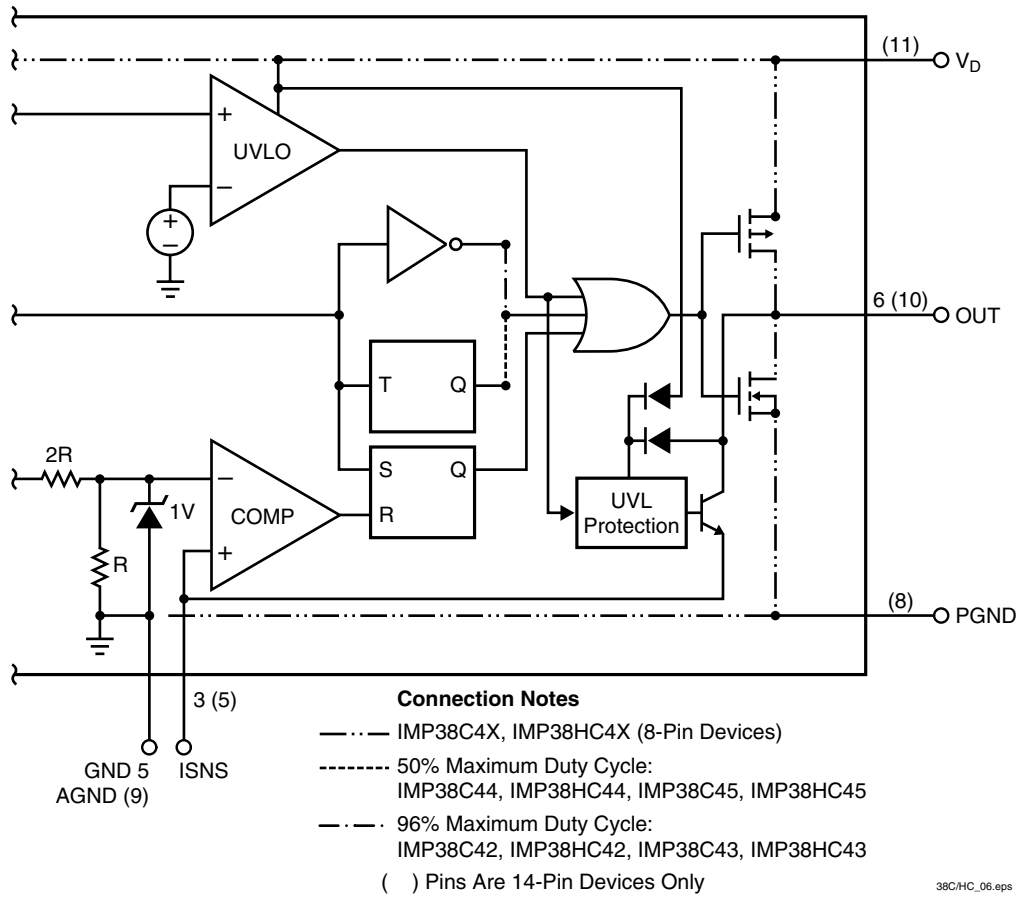 (11)
V_D
+
UVLO
−
+
−
6 (10)
OUT
T
Q
2R
−
S
Q
1V
COMP
R
UVL
Protection
R
+
(8)
PGND
3 (5)
Connection Notes
IMP38C4X, IMP38HC4X (8-Pin Devices)
GND 5
ISNS
AGND (9)
50% Maximum Duty Cycle:
IMP38C44, IMP38HC44, IMP38C45, IMP38HC45
96% Maximum Duty Cycle:
IMP38C42, IMP38HC42, IMP38C43, IMP38HC43
( ) Pins Are 14-Pin Devices Only
38C/HC_06.eps